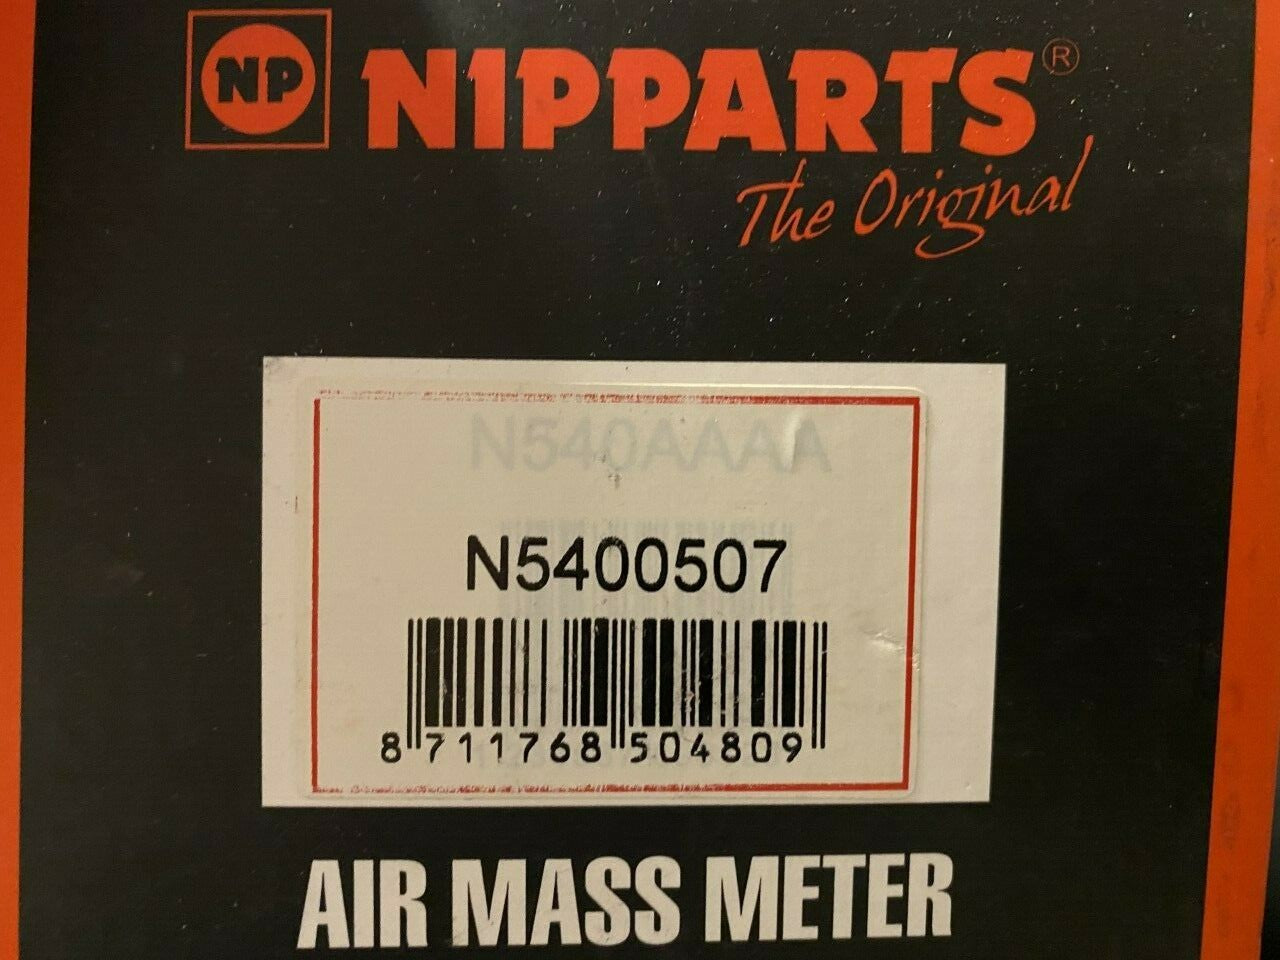 NP NIPPARTS®
The Original
N540AAAA
N5400507
8 711768 504809
AIR MASS METER